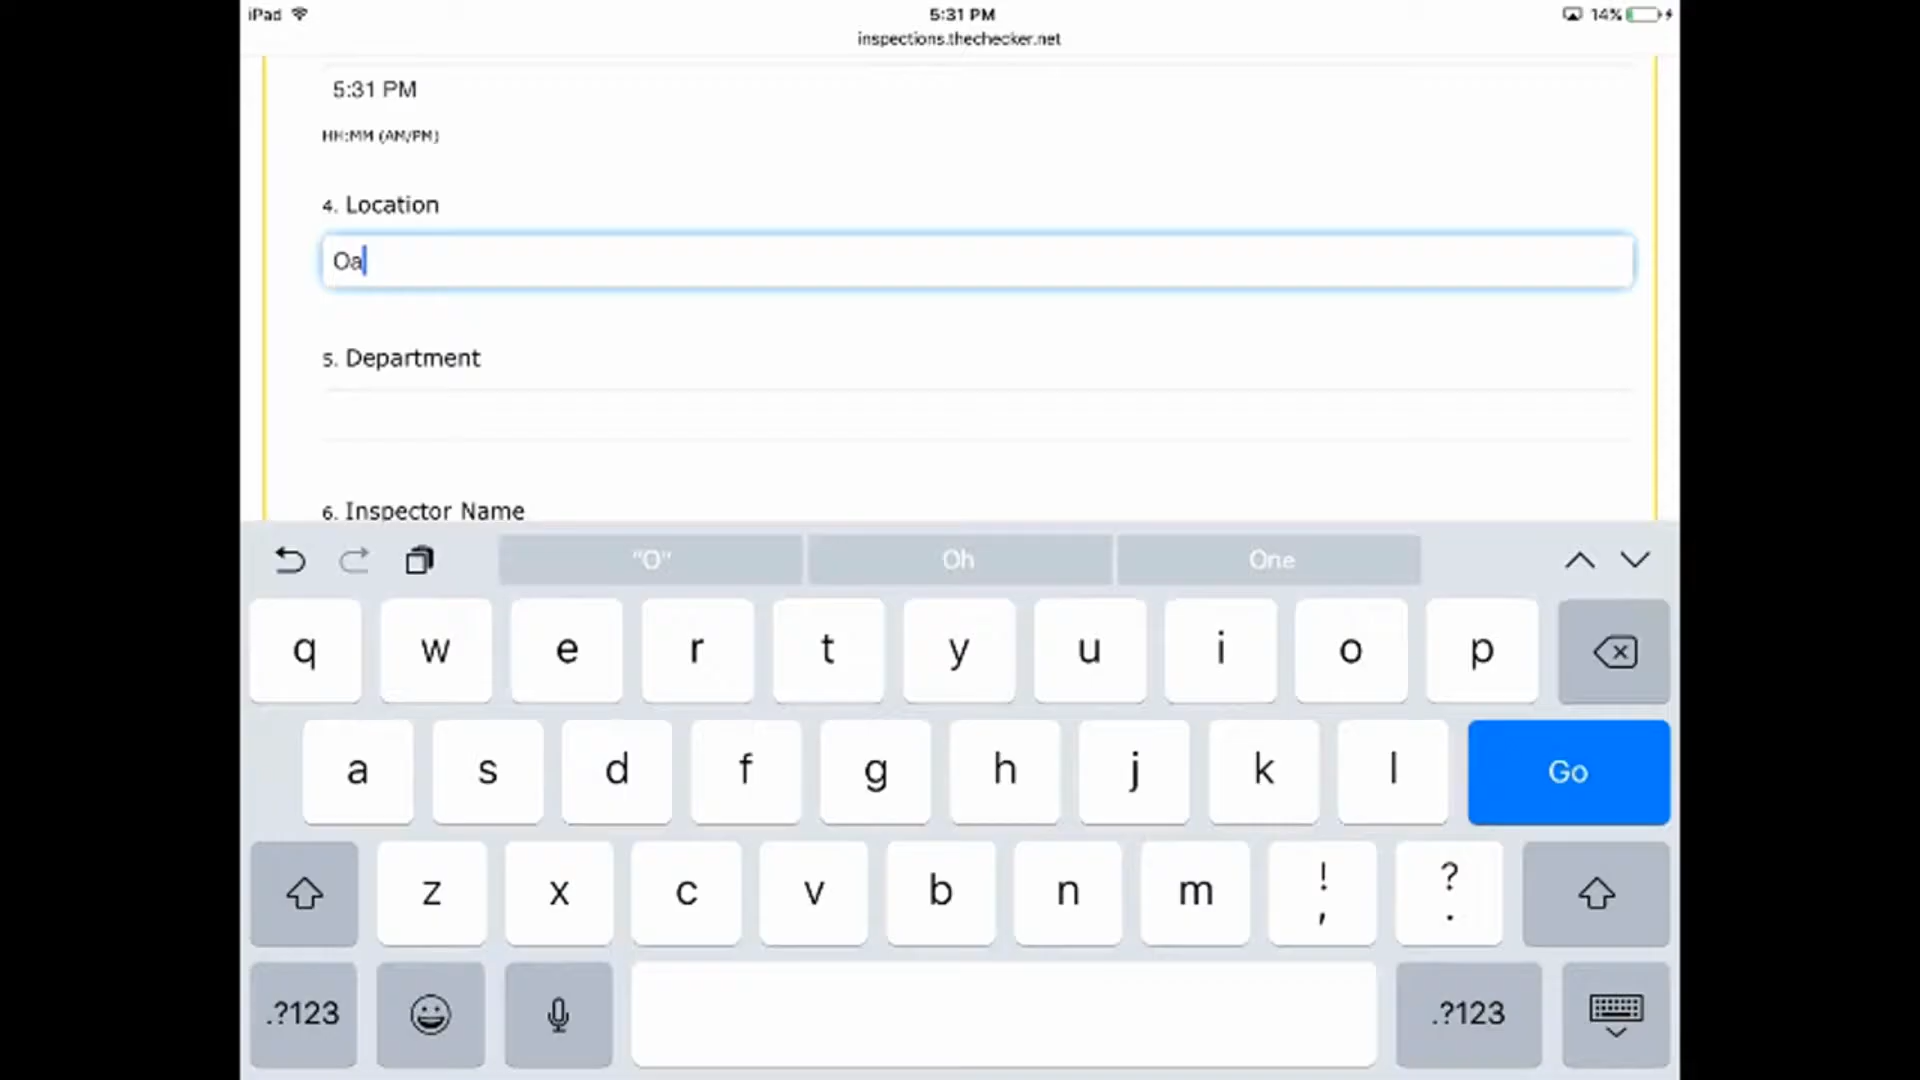 iPad 5:31 PM 14%
inspections.thechecker.net
5:31 PM
HH:MM (AM/PM)
4. Location
Oa
5. Department
6. Inspector Name
"O" Oh One
q w e r t y u i o p
a s d f g h j k l Go
z x c v b n m ! , ? .
.?123 .?123